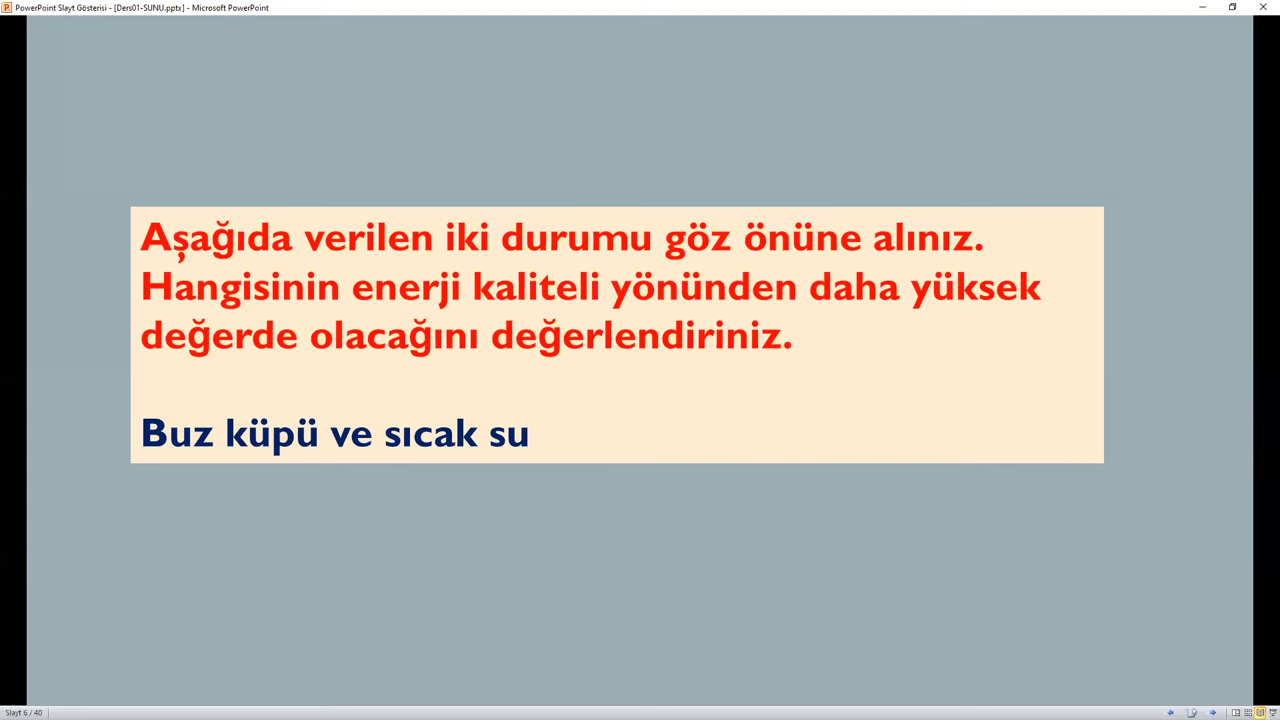 PowerPoint Slayt Gösterisi - [Ders01-SUNU.pptx] - Microsoft PowerPoint
Aşağıda verilen iki durumu göz önüne alınız.
Hangisinin enerji kaliteli yönünden daha yüksek
değerde olacağını değerlendiriniz.
Buz küpü ve sıcak su
Slayt 6 / 40